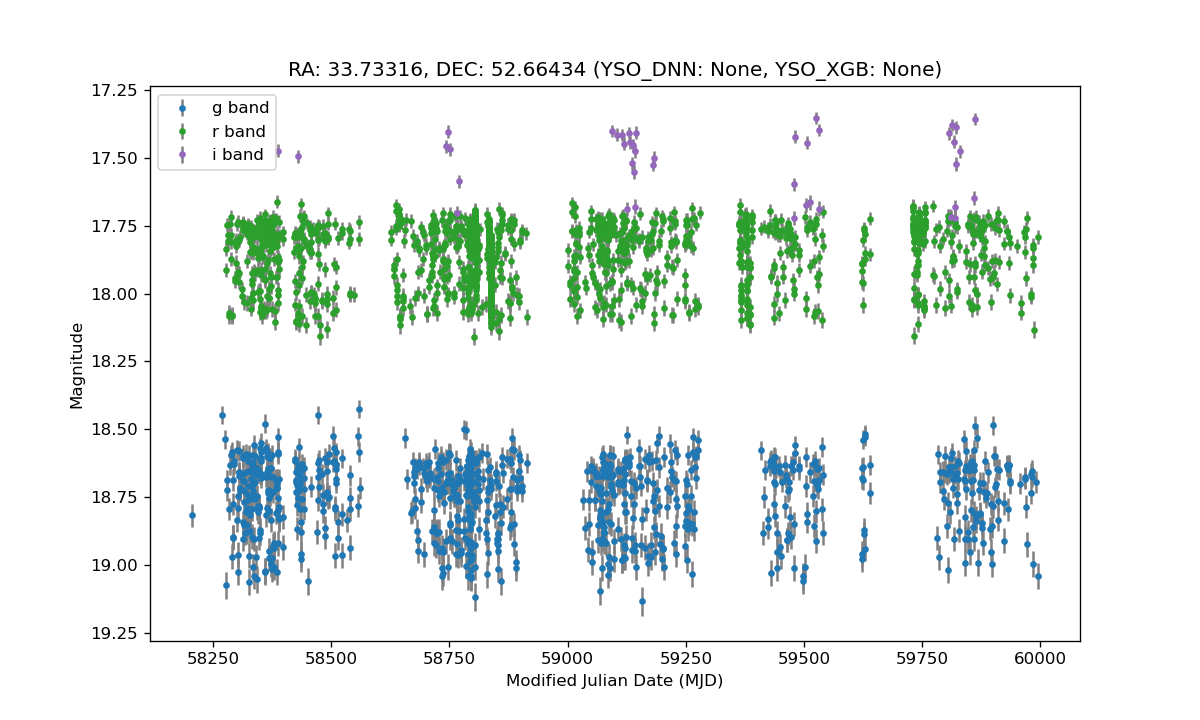 RA: 33.73316, DEC: 52.66434 (YSO_DNN: None, YSO_XGB: None)
g band
r band
i band
17.25
17.50
17.75
18.00
18.25
18.50
18.75
19.00
19.25
Magnitude
58250 58500 58750 59000 59250 59500 59750 60000
Modified Julian Date (MJD)